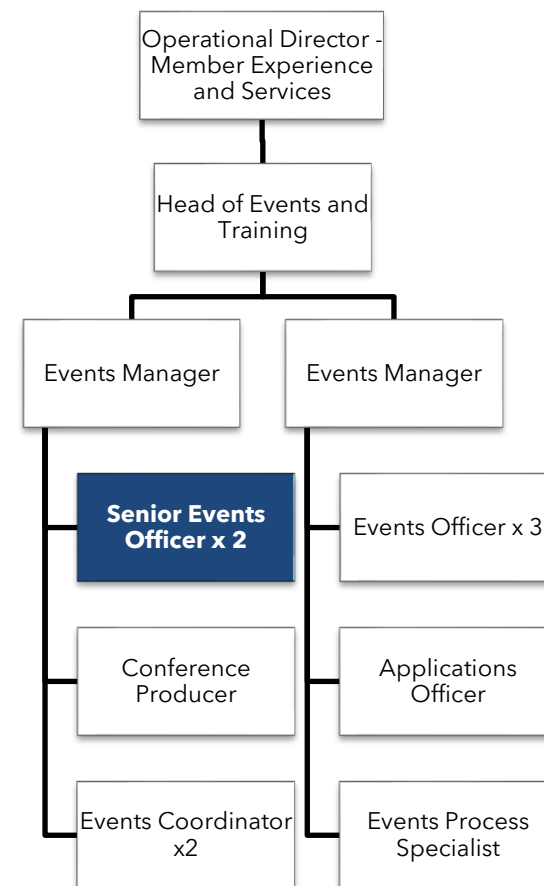 Operational Director -
Member Experience
and Services
Head of Events and
Training
Events Manager
Events Manager
Senior Events
Officer x 2
Events Officer x 3
Conference
Producer
Applications
Officer
Events Coordinator
x2
Events Process
Specialist